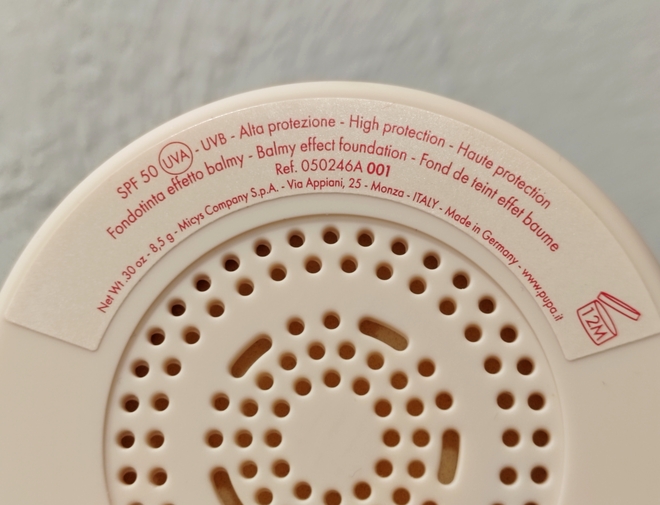 SPF 50 UVA - UVB - Alta protezione - High protection - Haute protection
Fondotinta effetto balmy - Balmy effect foundation - Fond de teint effet baume
Ref. 050246A 001
Net Wt .30 oz - 8,5 g - Micys Company S.p.A. - Via Appiani, 25 - Monza - ITALY - Made in Germany - www.pupa.it
12M